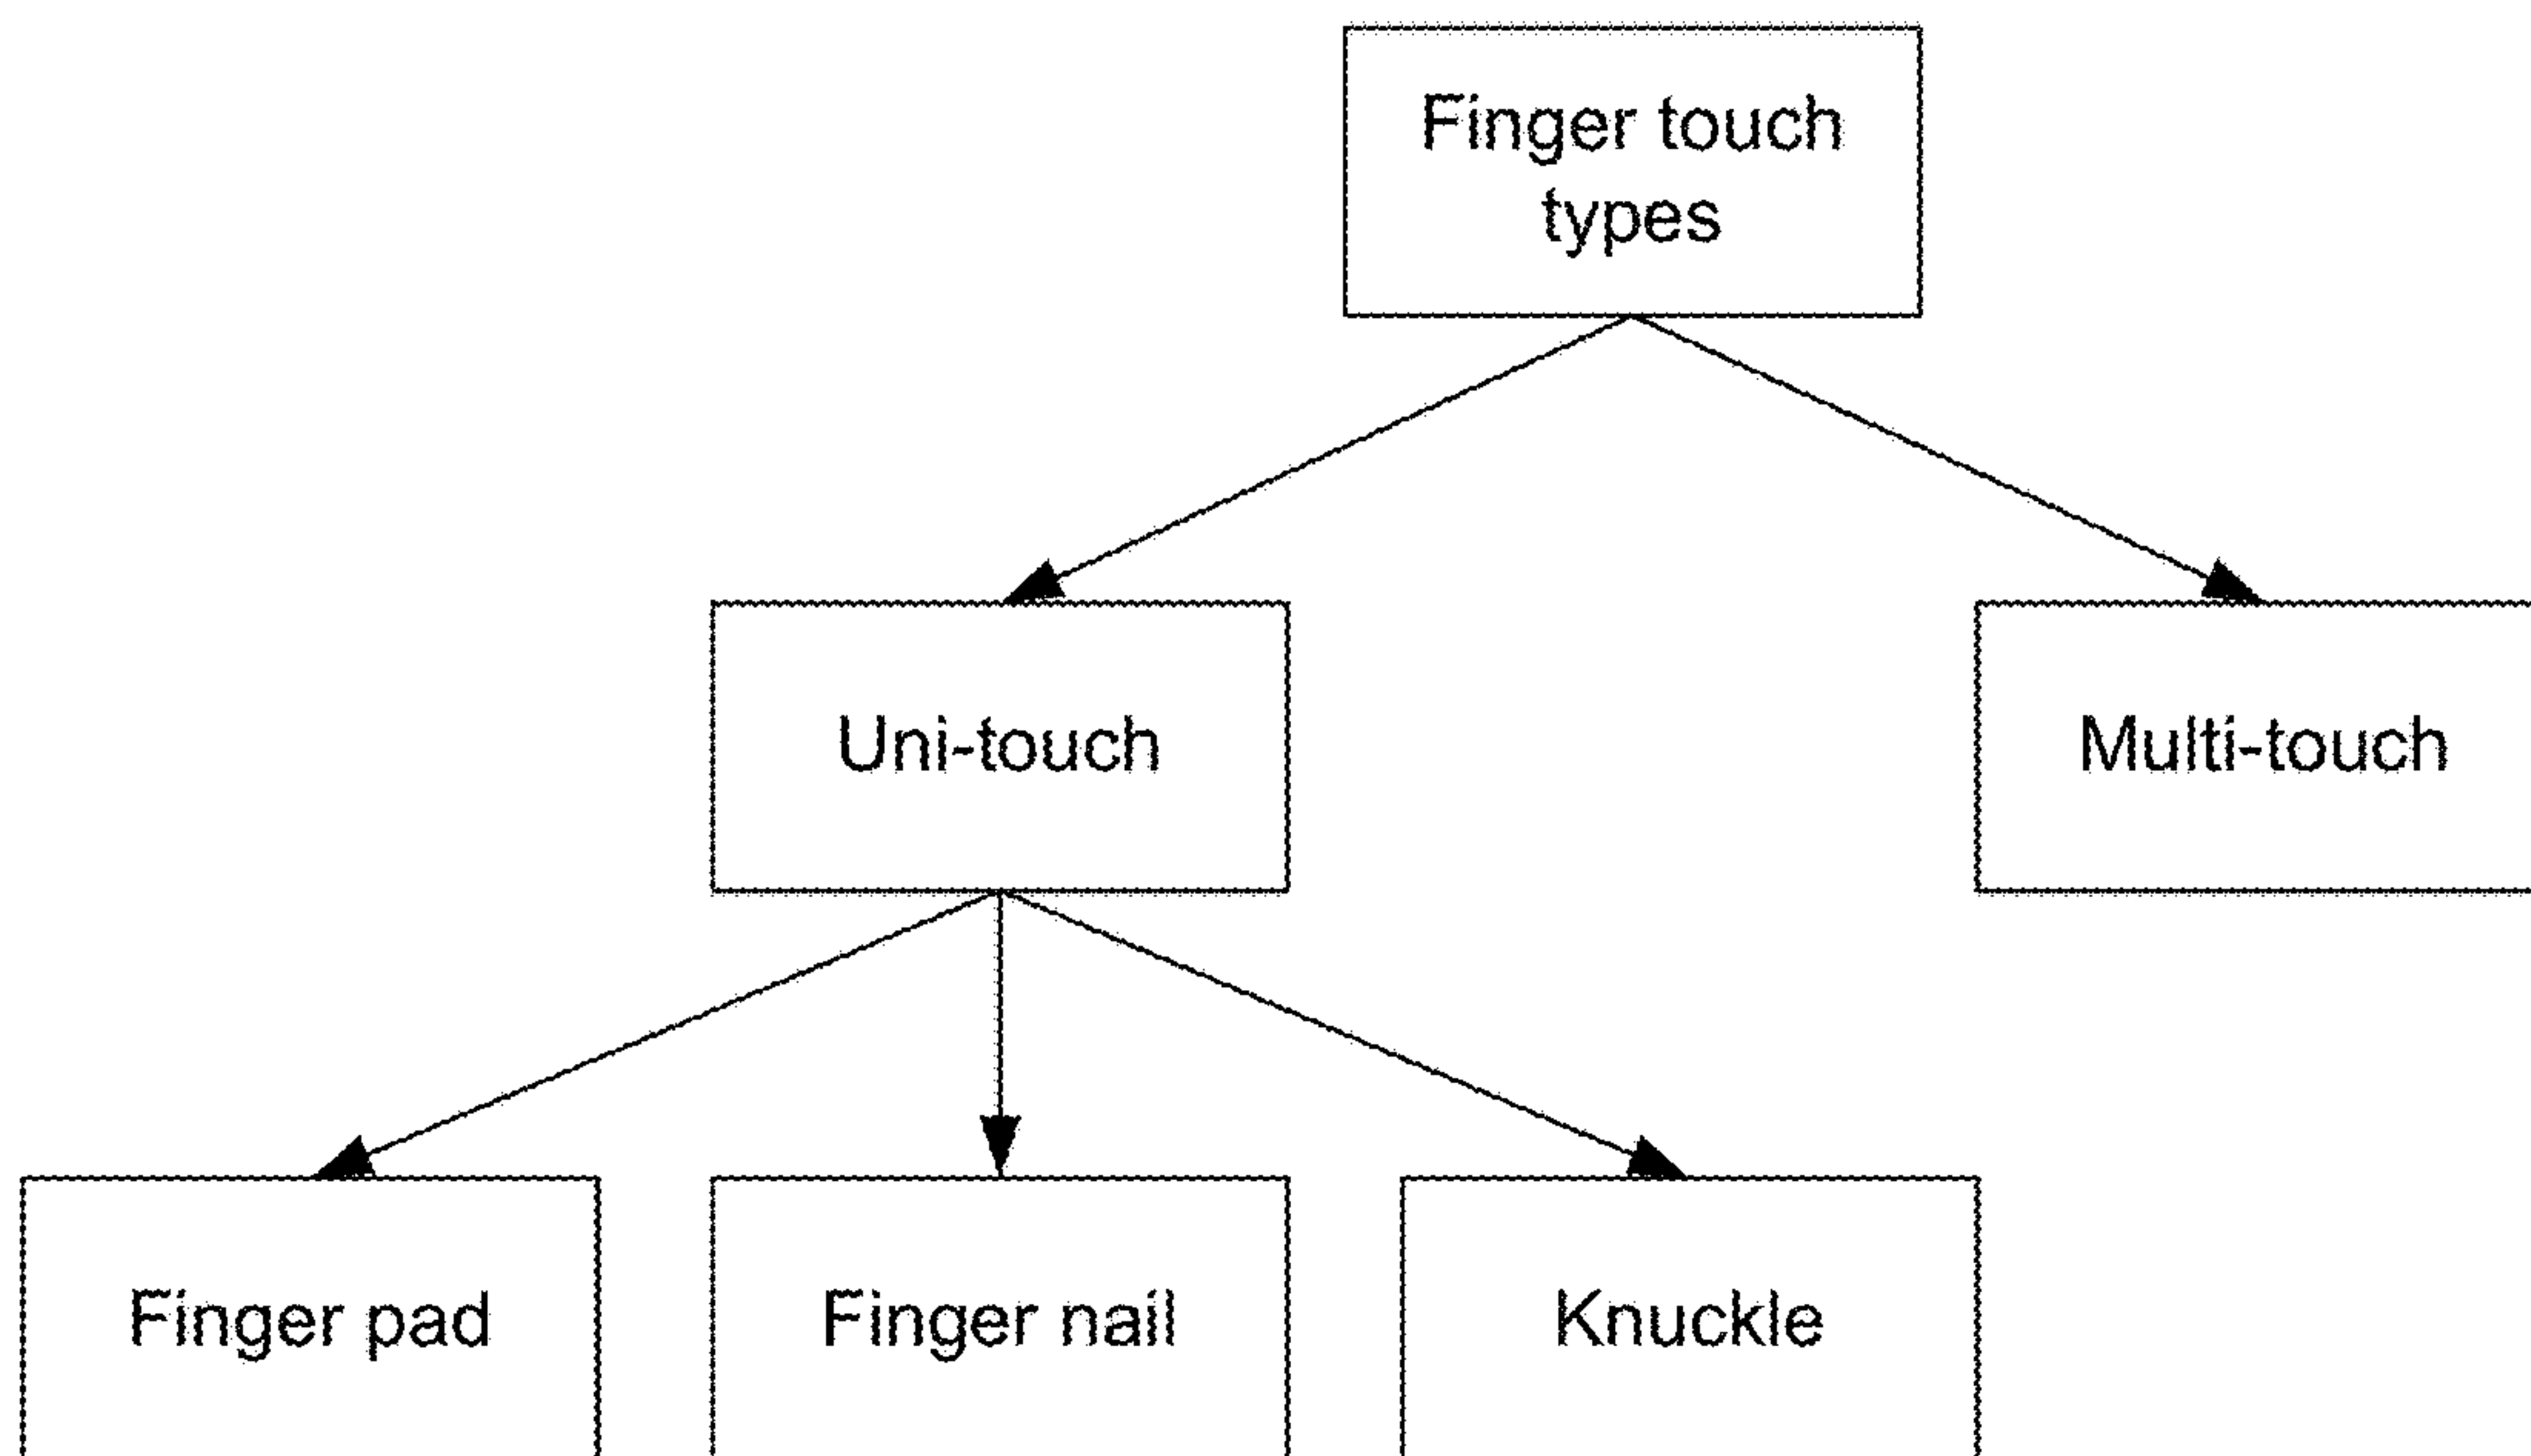 Finger touch
types
Uni-touch
Multi-touch
Finger pad
Finger nail
Knuckle